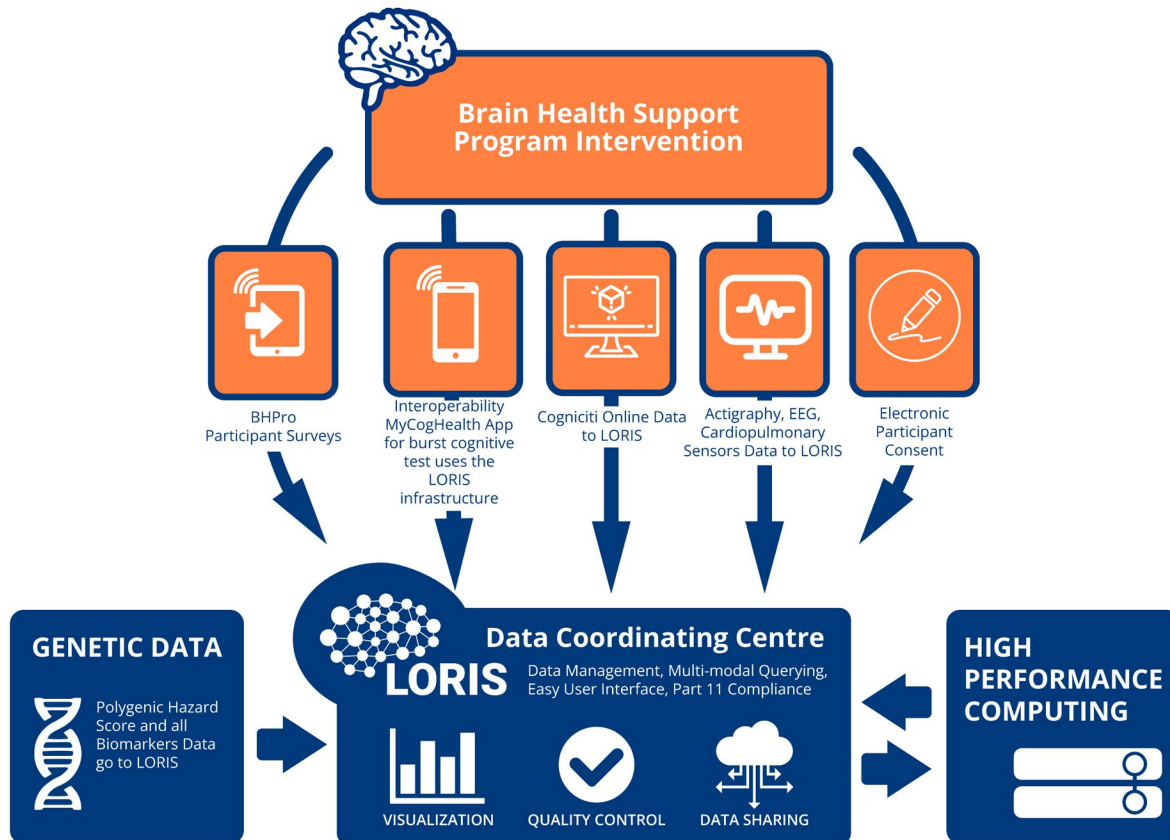 Brain Health Support
Program Intervention
BHPro
Participant Surveys
Interoperability
MyCogHealth App
for burst cognitive
test uses the
LORIS
infrastructure
Cogniciti Online Data
to LORIS
Actigraphy, EEG,
Cardiopulmonary
Sensors Data to LORIS
Electronic
Participant
Consent
GENETIC DATA
Polygenic Hazard
Score and all
Biomarkers Data
go to LORIS
LORIS
Data Coordinating Centre
Data Management, Multi-modal Querying,
Easy User Interface, Part 11 Compliance
VISUALIZATION
QUALITY CONTROL
DATA SHARING
HIGH
PERFORMANCE
COMPUTING